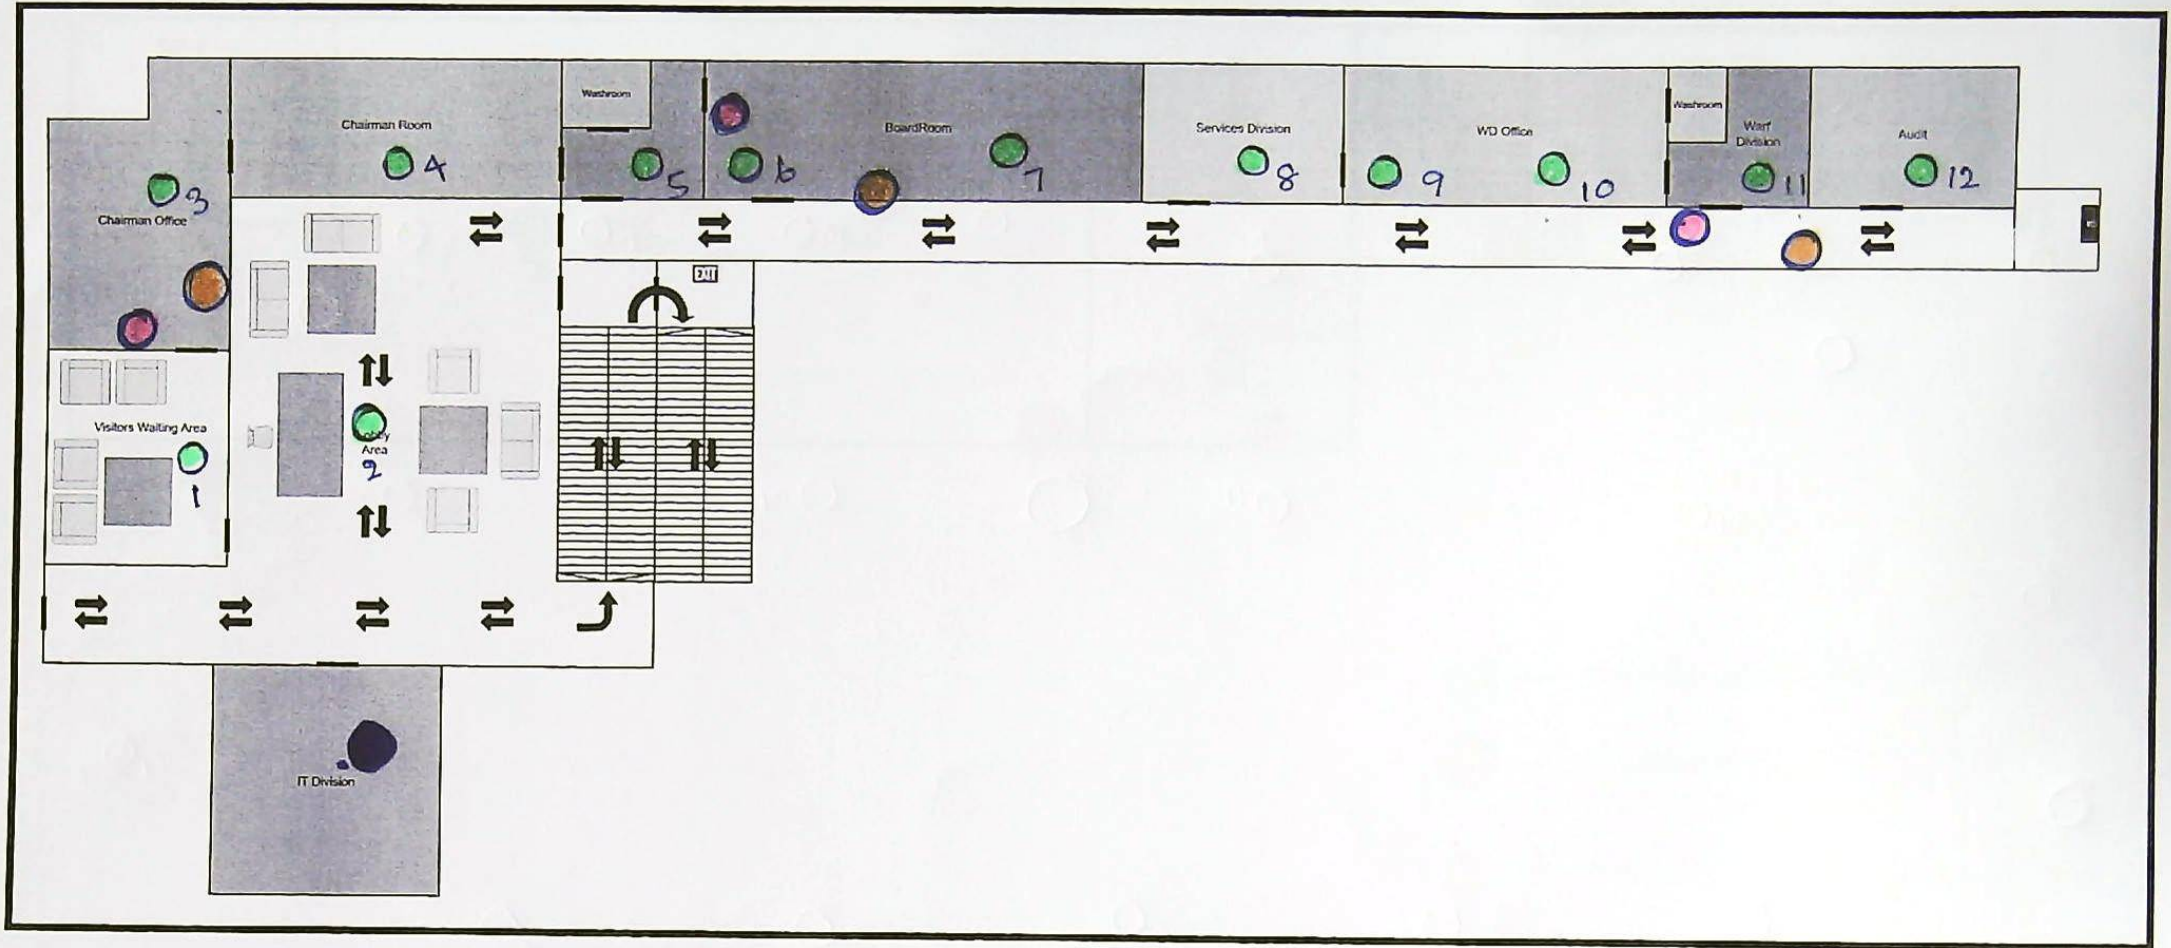 Washroom
Chairman Room
4
5
6
BoardRoom
7
Services Division
8
WD Office
9
10
Washroom
Warf
Division
11
Audit
12
3
Chairman Office
Visitors Waiting Area
1
Lobby
Area
2
IT Division